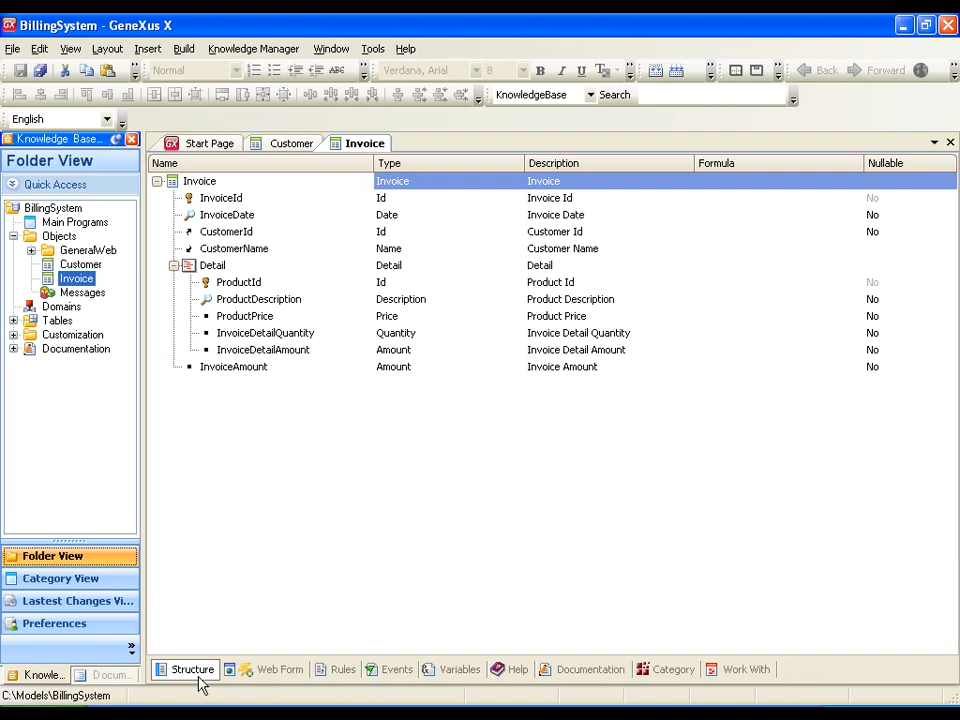 BillingSystem - GeneXus X
File Edit View Layout Insert Build Knowledge Manager Window Tools Help
Normal ABC Verdana, Arial 8 B I U T Back Forward
KnowledgeBase Search
English
Knowledge Base...
Folder View
Quick Access
BillingSystem
Main Programs
Objects
GeneralWeb
Customer
Invoice
Messages
Domains
Tables
Customization
Documentation
Folder View
Category View
Lastest Changes Vi...
Preferences
»
Knowle... Docum...
GX Start Page Customer Invoice
Name Type Description Formula Nullable
Invoice Invoice Invoice
InvoiceId Id Invoice Id No
InvoiceDate Date Invoice Date No
CustomerId Id Customer Id No
CustomerName Name Customer Name
Detail Detail Detail
ProductId Id Product Id No
ProductDescription Description Product Description No
ProductPrice Price Product Price No
InvoiceDetailQuantity Quantity Invoice Detail Quantity No
InvoiceDetailAmount Amount Invoice Detail Amount No
InvoiceAmount Amount Invoice Amount No
Structure Web Form Rules Events Variables Help Documentation Category Work With
C:\Models\BillingSystem